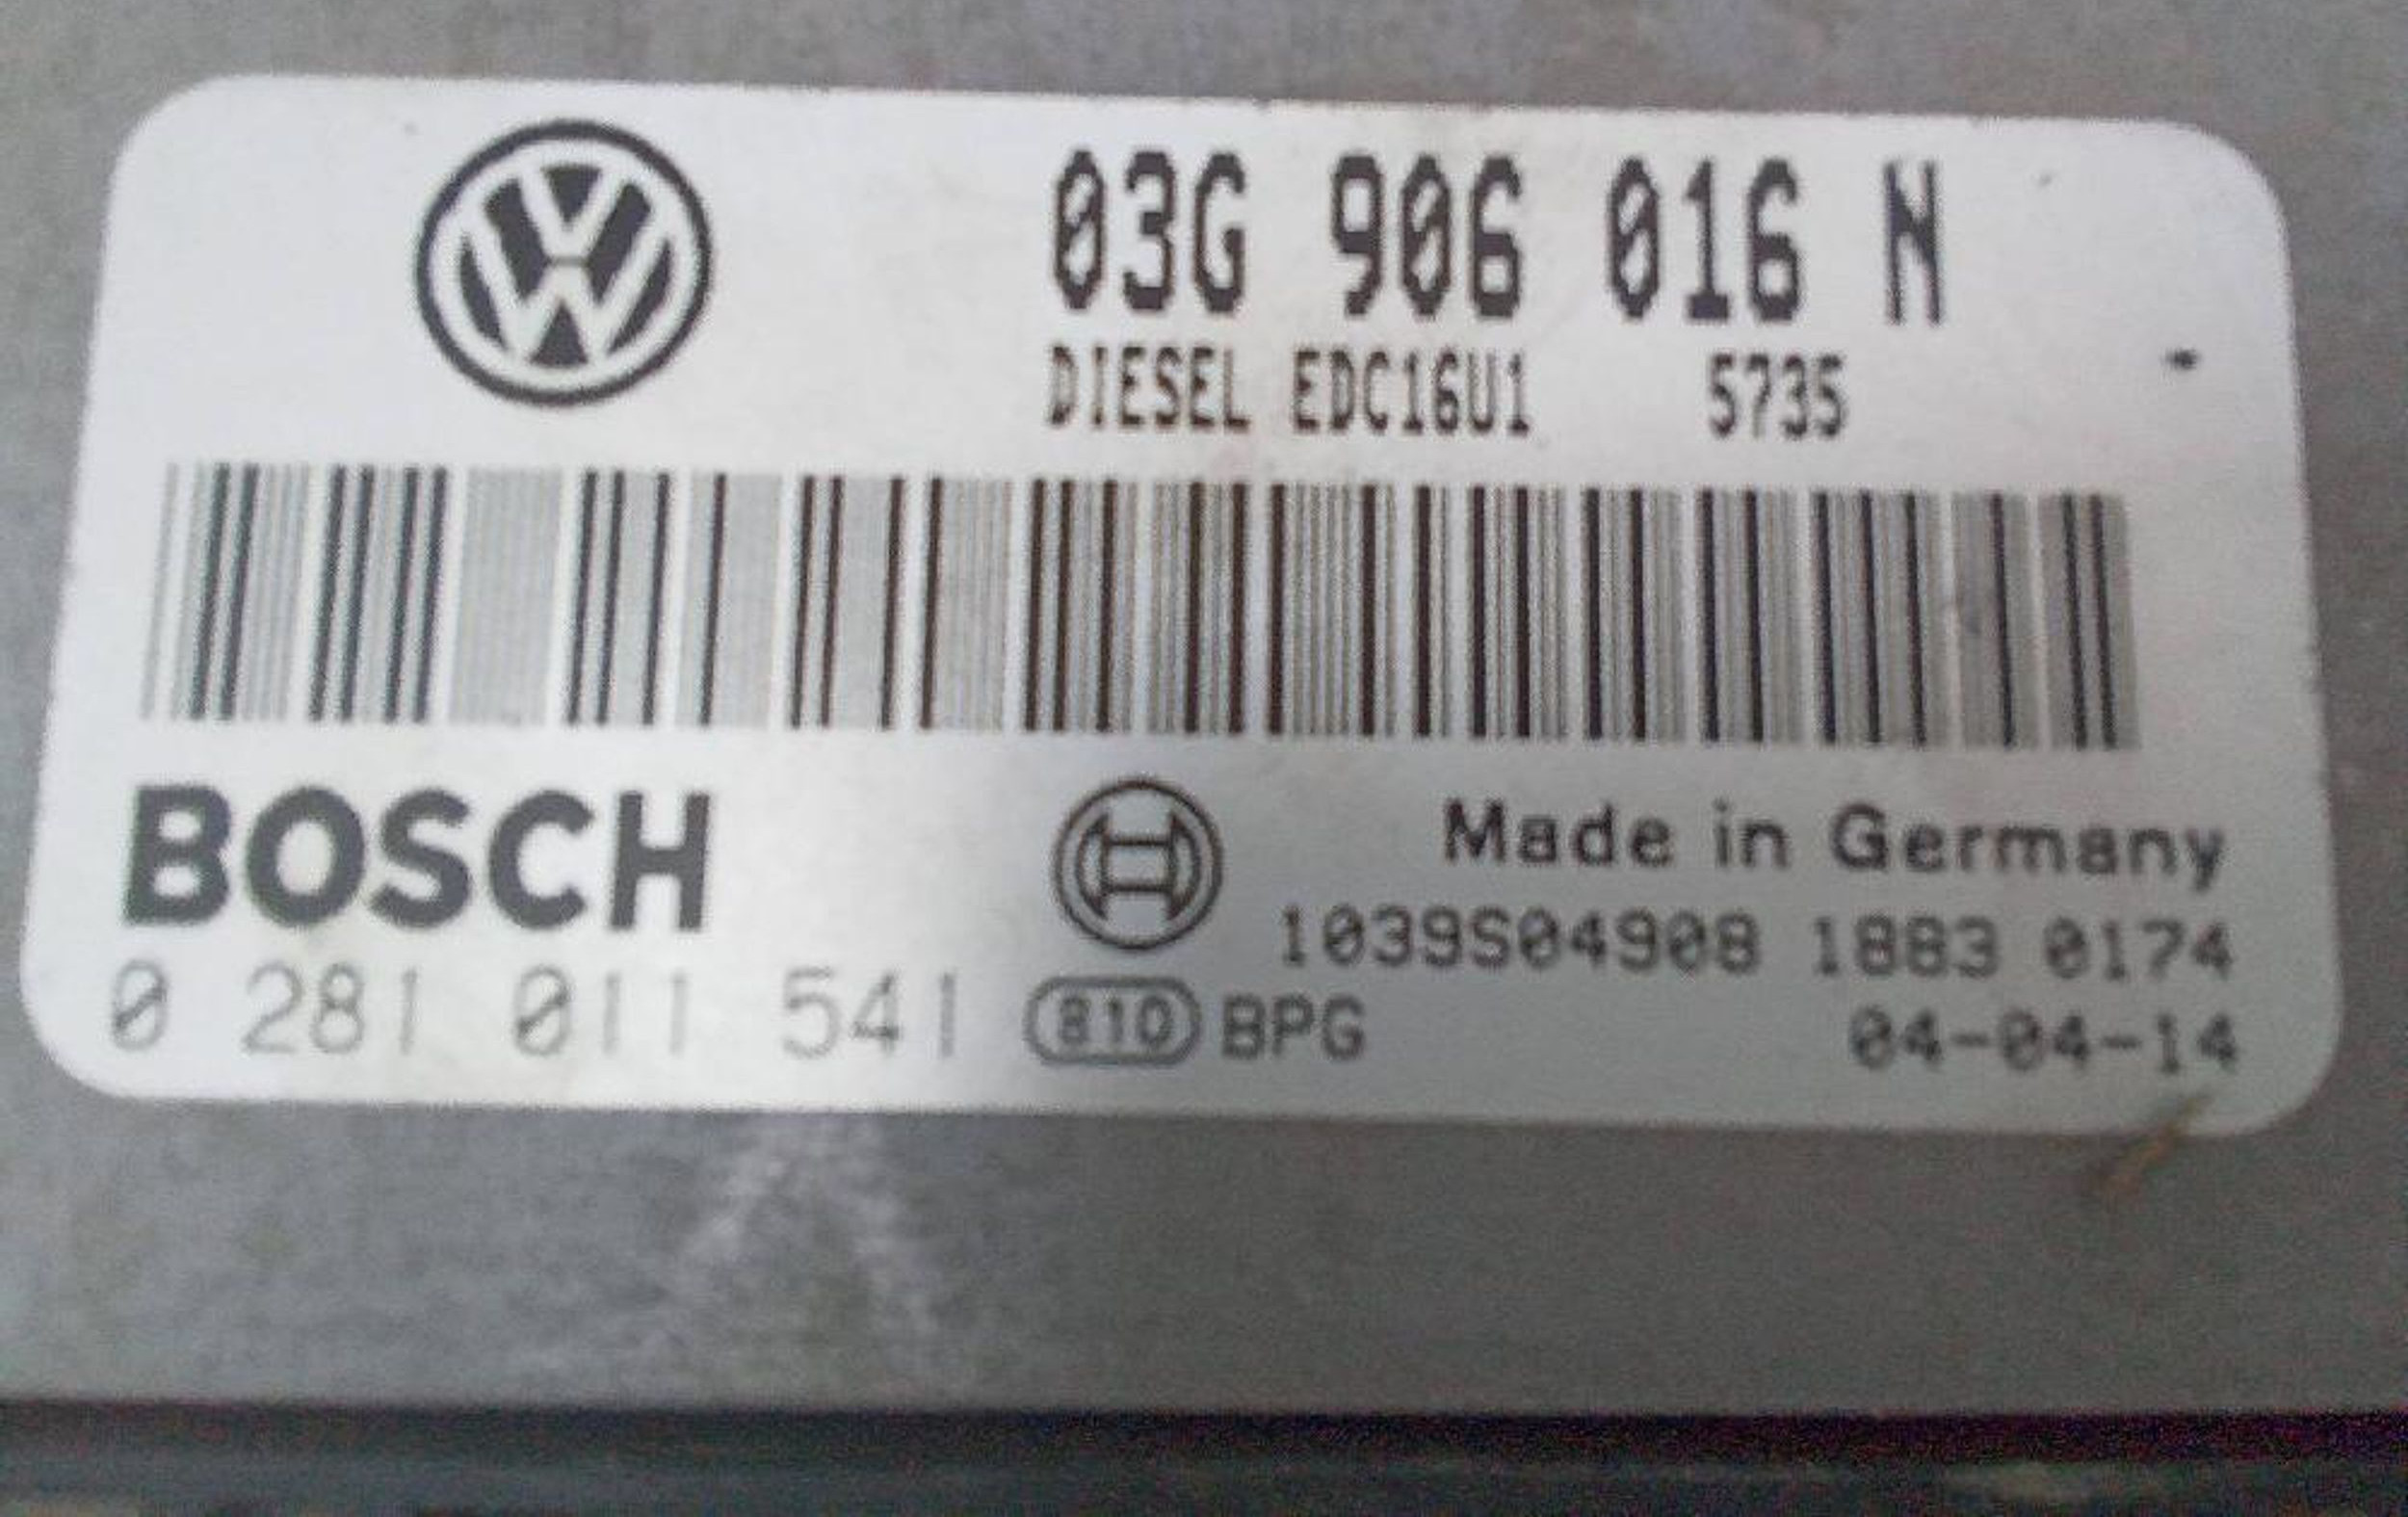 03G 906 016 N
DIESEL EDC16U1 5735
BOSCH
Made in Germany
1039S04908 1883 0174
0 281 011 541 810 BPG 04-04-14